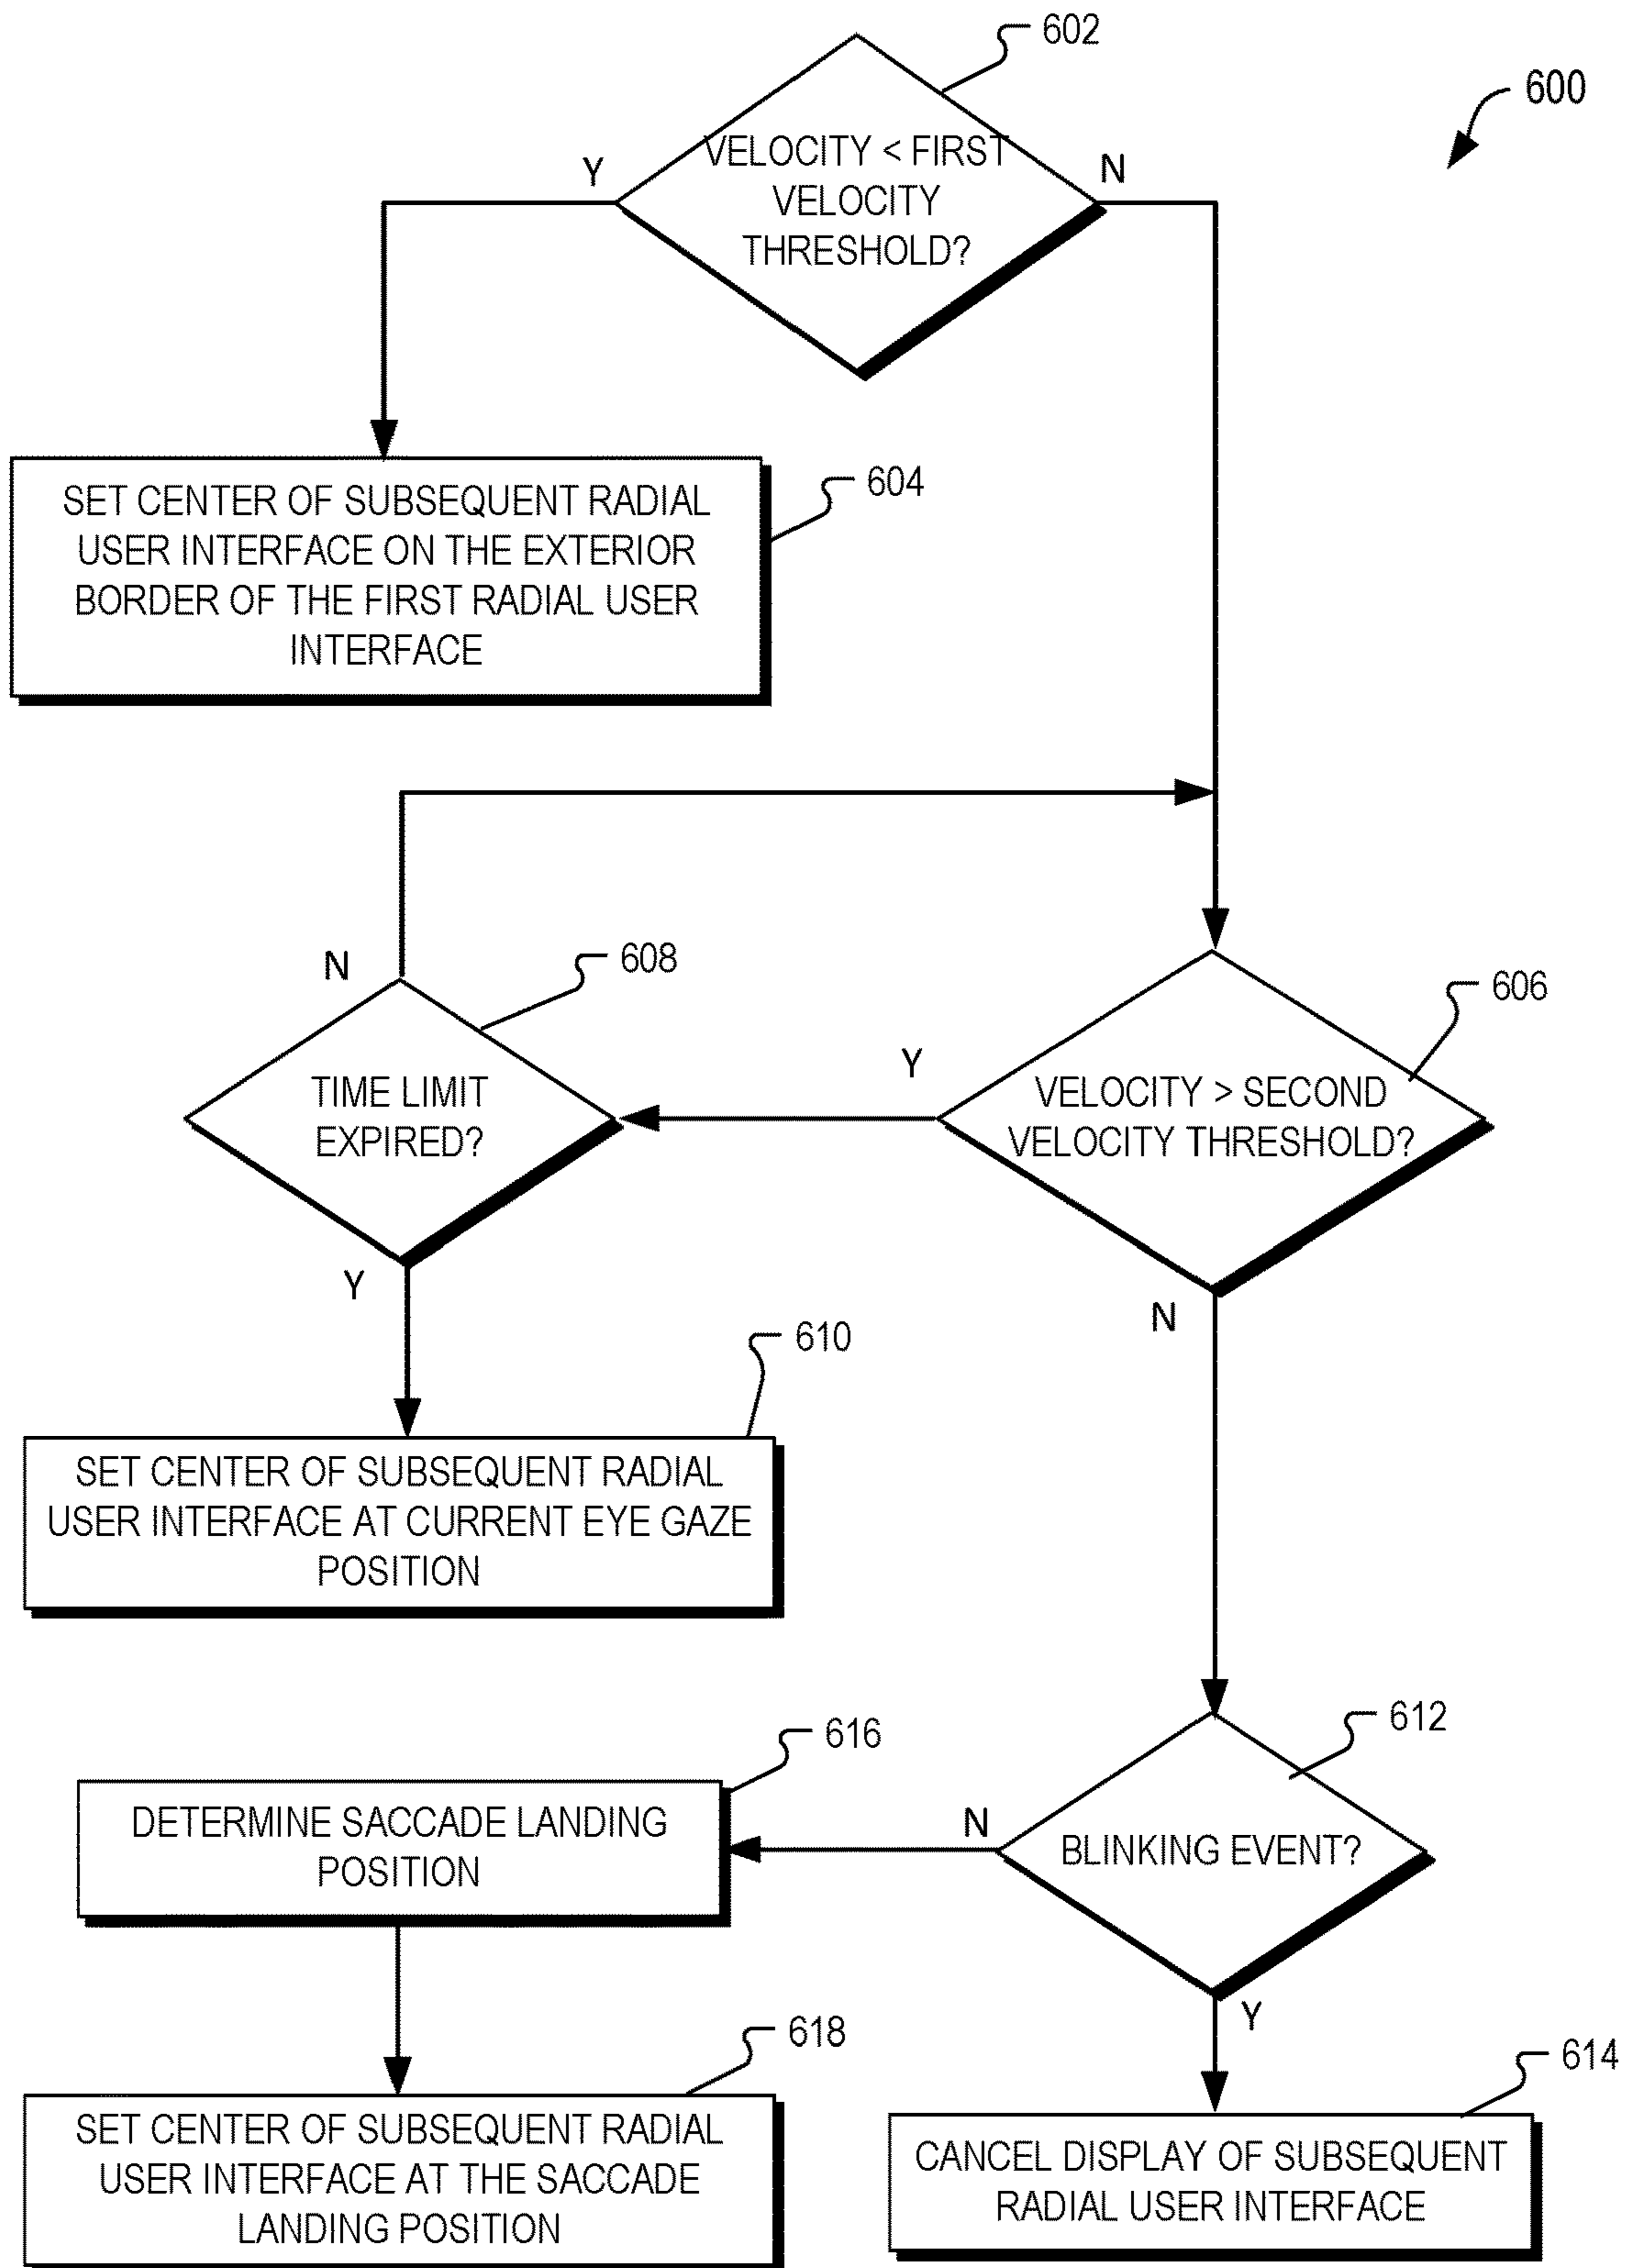 602
600
VELOCITY < FIRST
VELOCITY
THRESHOLD?
Y
N
604
SET CENTER OF SUBSEQUENT RADIAL
USER INTERFACE ON THE EXTERIOR
BORDER OF THE FIRST RADIAL USER
INTERFACE
N
608
606
TIME LIMIT
EXPIRED?
Y
VELOCITY > SECOND
VELOCITY THRESHOLD?
Y
N
610
SET CENTER OF SUBSEQUENT RADIAL
USER INTERFACE AT CURRENT EYE GAZE
POSITION
616
612
DETERMINE SACCADE LANDING
POSITION
N
BLINKING EVENT?
Y
618
614
SET CENTER OF SUBSEQUENT RADIAL
USER INTERFACE AT THE SACCADE
LANDING POSITION
CANCEL DISPLAY OF SUBSEQUENT
RADIAL USER INTERFACE